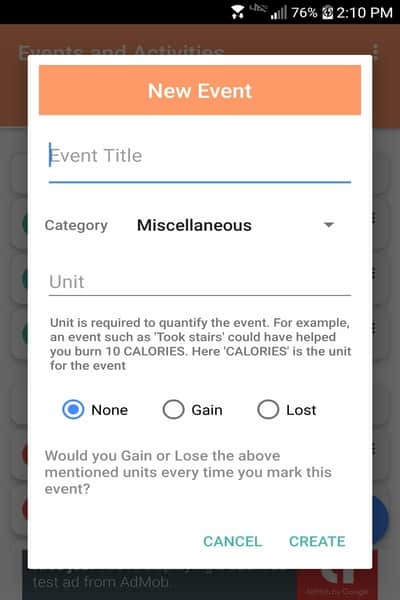 76% 2:10 PM
Events and Activities
New Event
Event Title
Category Miscellaneous
Unit
Unit is required to quantify the event. For example,
an event such as 'Took stairs' could have helped
you burn 10 CALORIES. Here 'CALORIES' is the unit
for the event
None Gain Lost
Would you Gain or Lose the above
mentioned units every time you mark this
event?
CANCEL CREATE
test ad from AdMob.
AdMob by Google